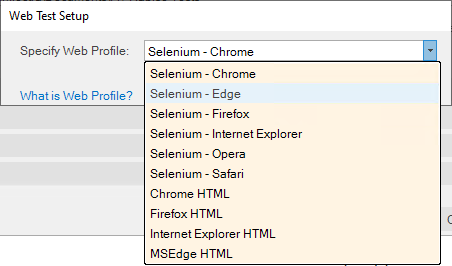 Web Test Setup
Specify Web Profile: Selenium - Chrome
Selenium - Chrome
What is Web Profile? Selenium - Edge
Selenium - Firefox
Selenium - Internet Explorer
Selenium - Opera
Selenium - Safari
Chrome HTML
Firefox HTML
Internet Explorer HTML
MSEdge HTML